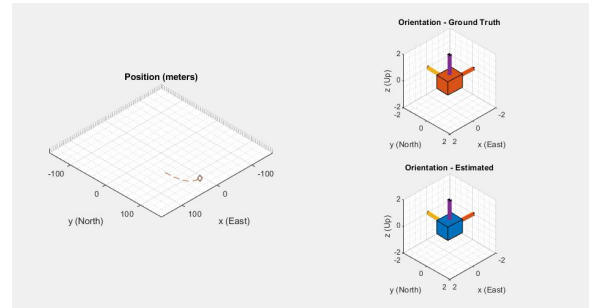 Position (meters)
-100
0
100
y (North)
-100
0
100
x (East)
Orientation - Ground Truth
2
0
-2
z (Up)
-2
0
2
y (North)
-2
0
2
x (East)
Orientation - Estimated
2
0
-2
z (Up)
-2
0
2
y (North)
-2
0
2
x (East)